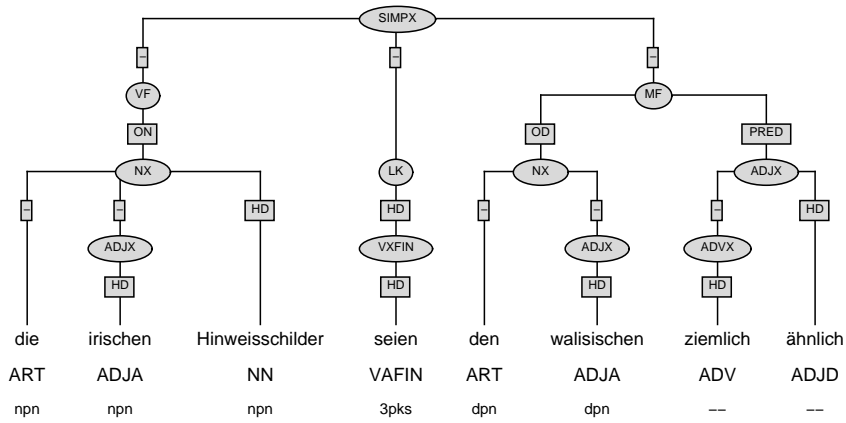 SIMPX
– – –
VF MF
ON OD PRED
NX LK NX ADJX
– – HD HD – – – HD
ADJX VXFIN ADJX ADVX
HD HD HD HD
die irischen Hinweisschilder seien den walisischen ziemlich ähnlich
ART ADJA NN VAFIN ART ADJA ADV ADJD
npn npn npn 3pks dpn dpn –– ––